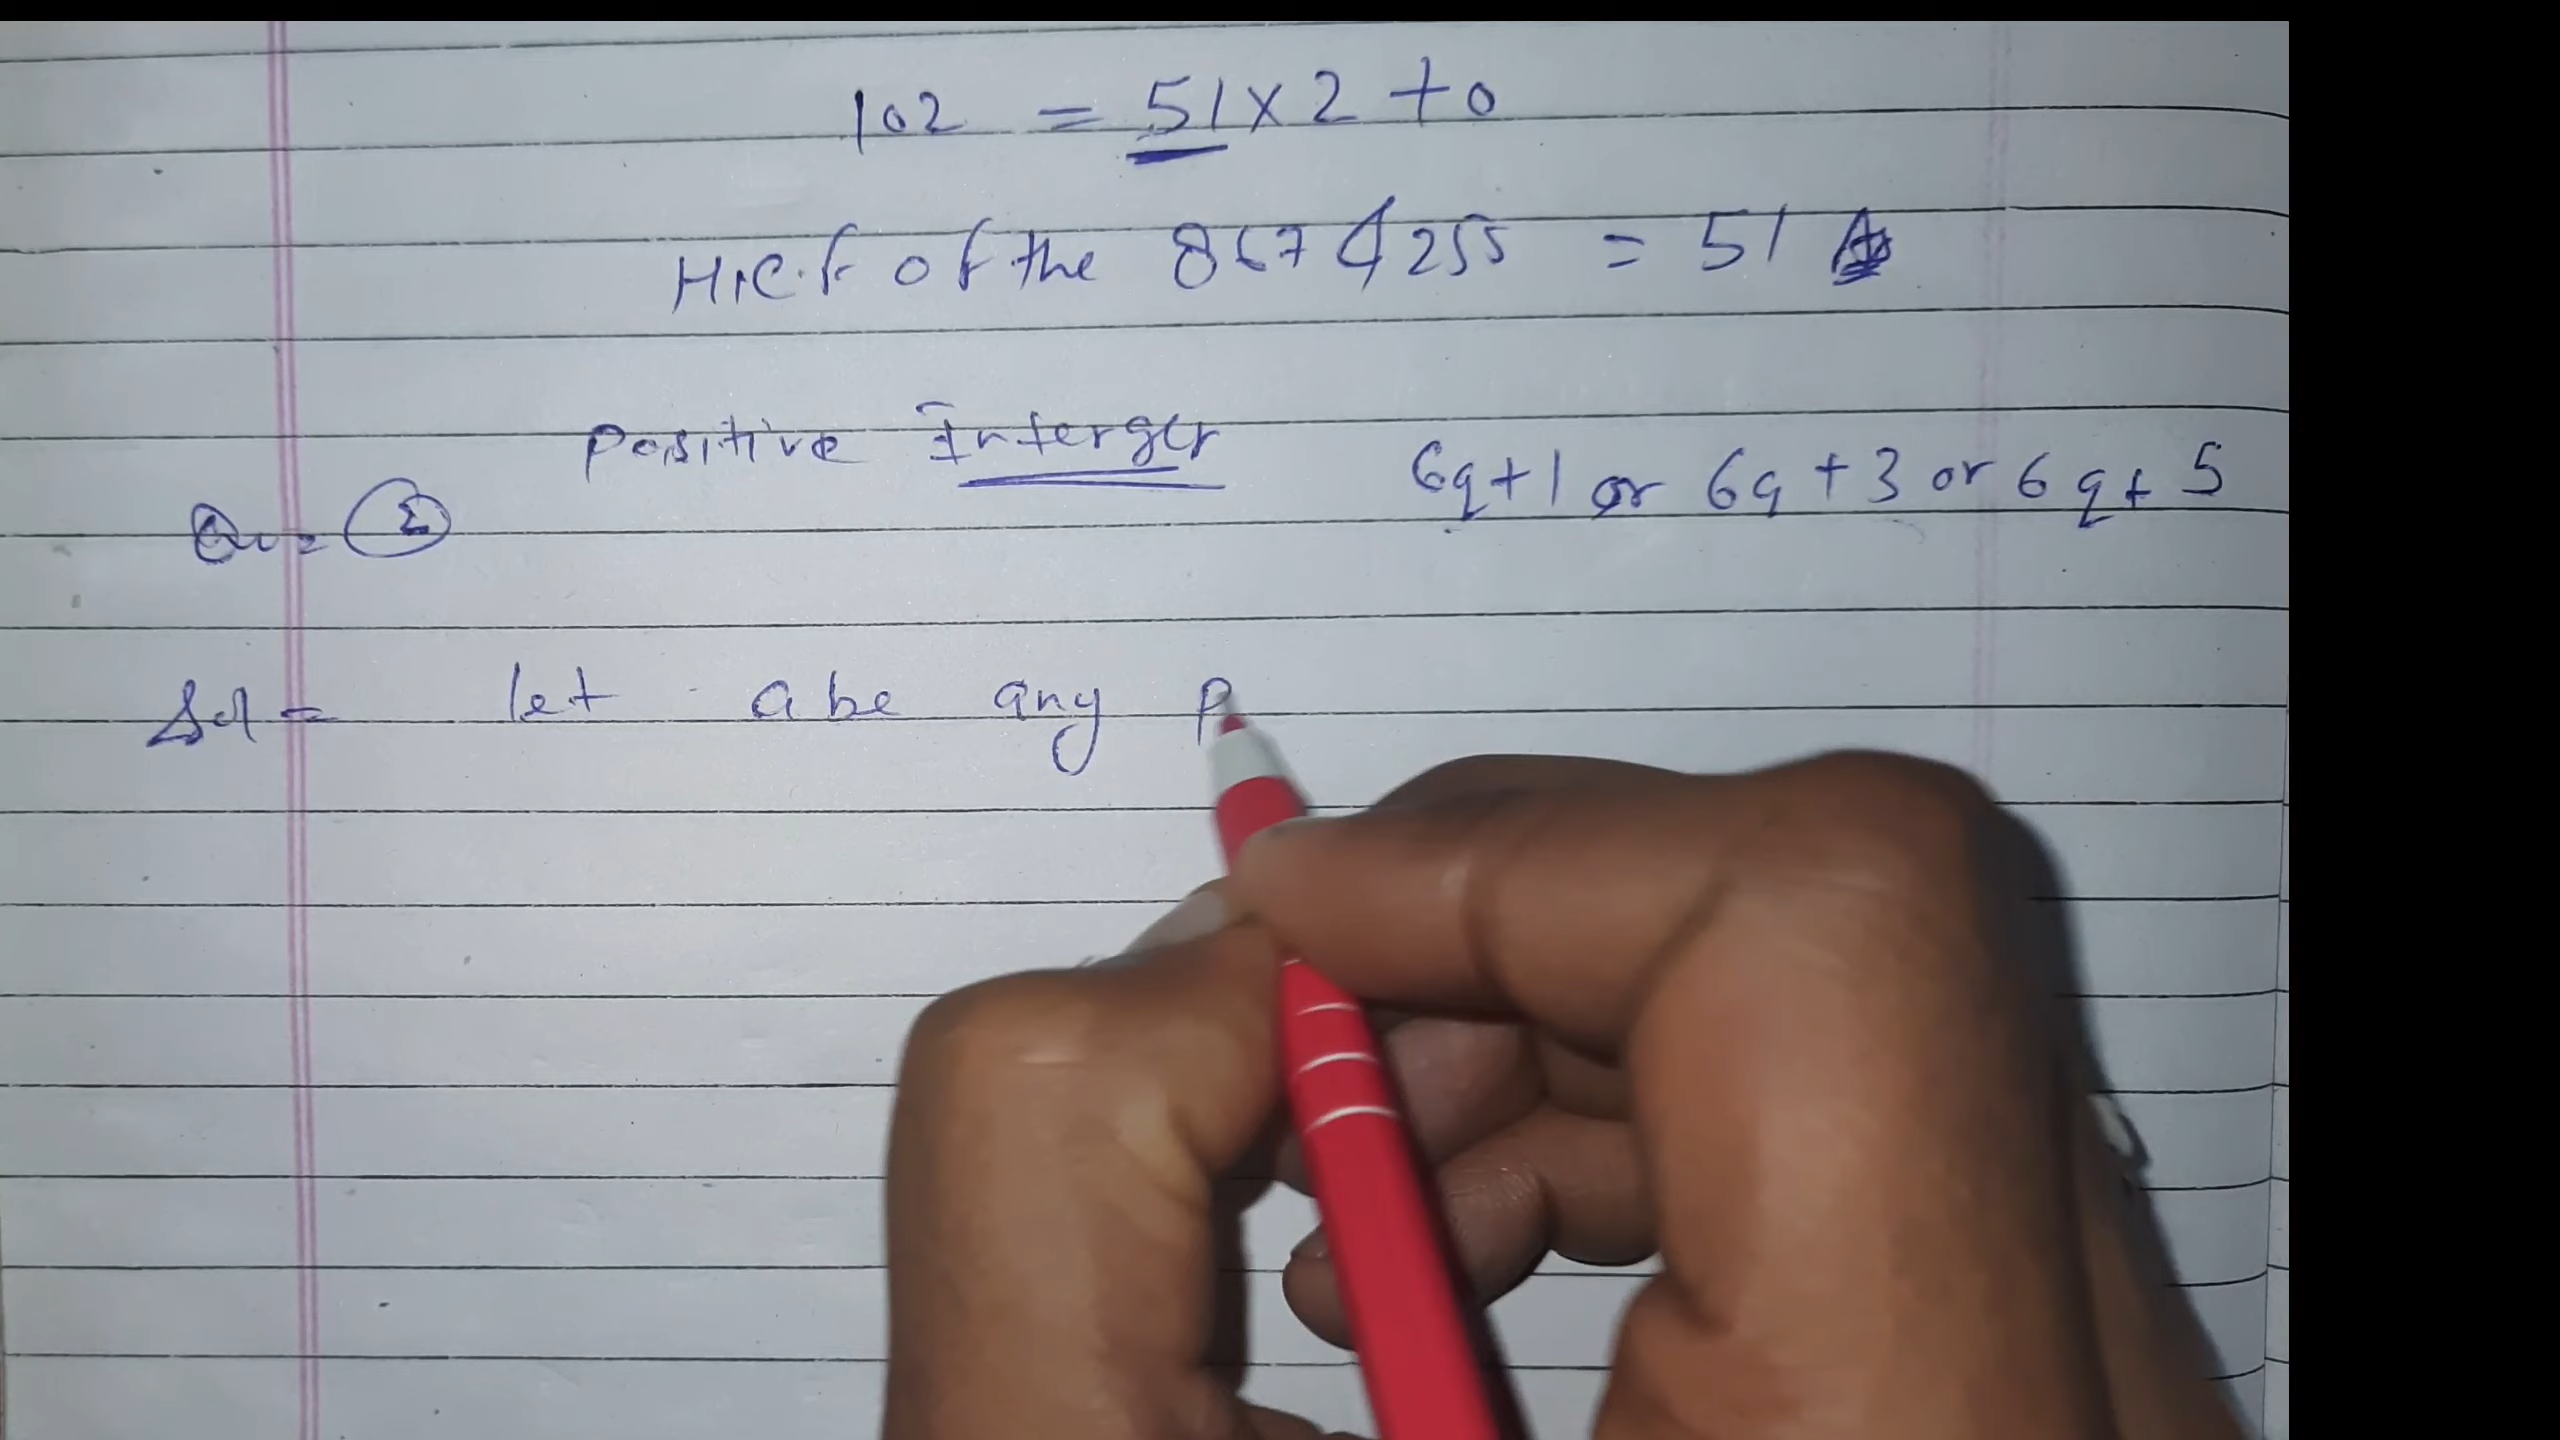 102 = 51 × 2 + 0
H.C.F of the 867 & 255 = 51
Positive Interger 6q+1 or 6q+3 or 6q+5
Qu = 2
Sol = let a be any p